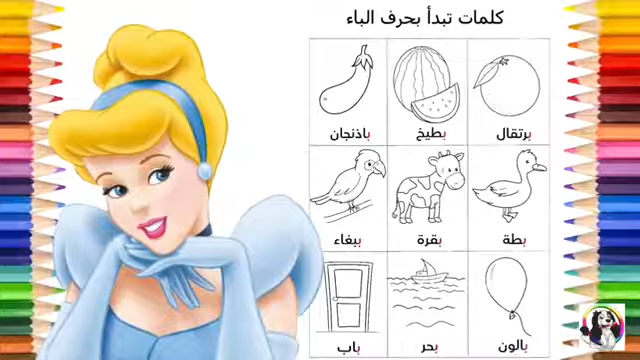 كلمات تبدأ بحرف الباء
برتقال بطيخ باذنجان
بطة بقرة ببغاء
بالون بحر باب